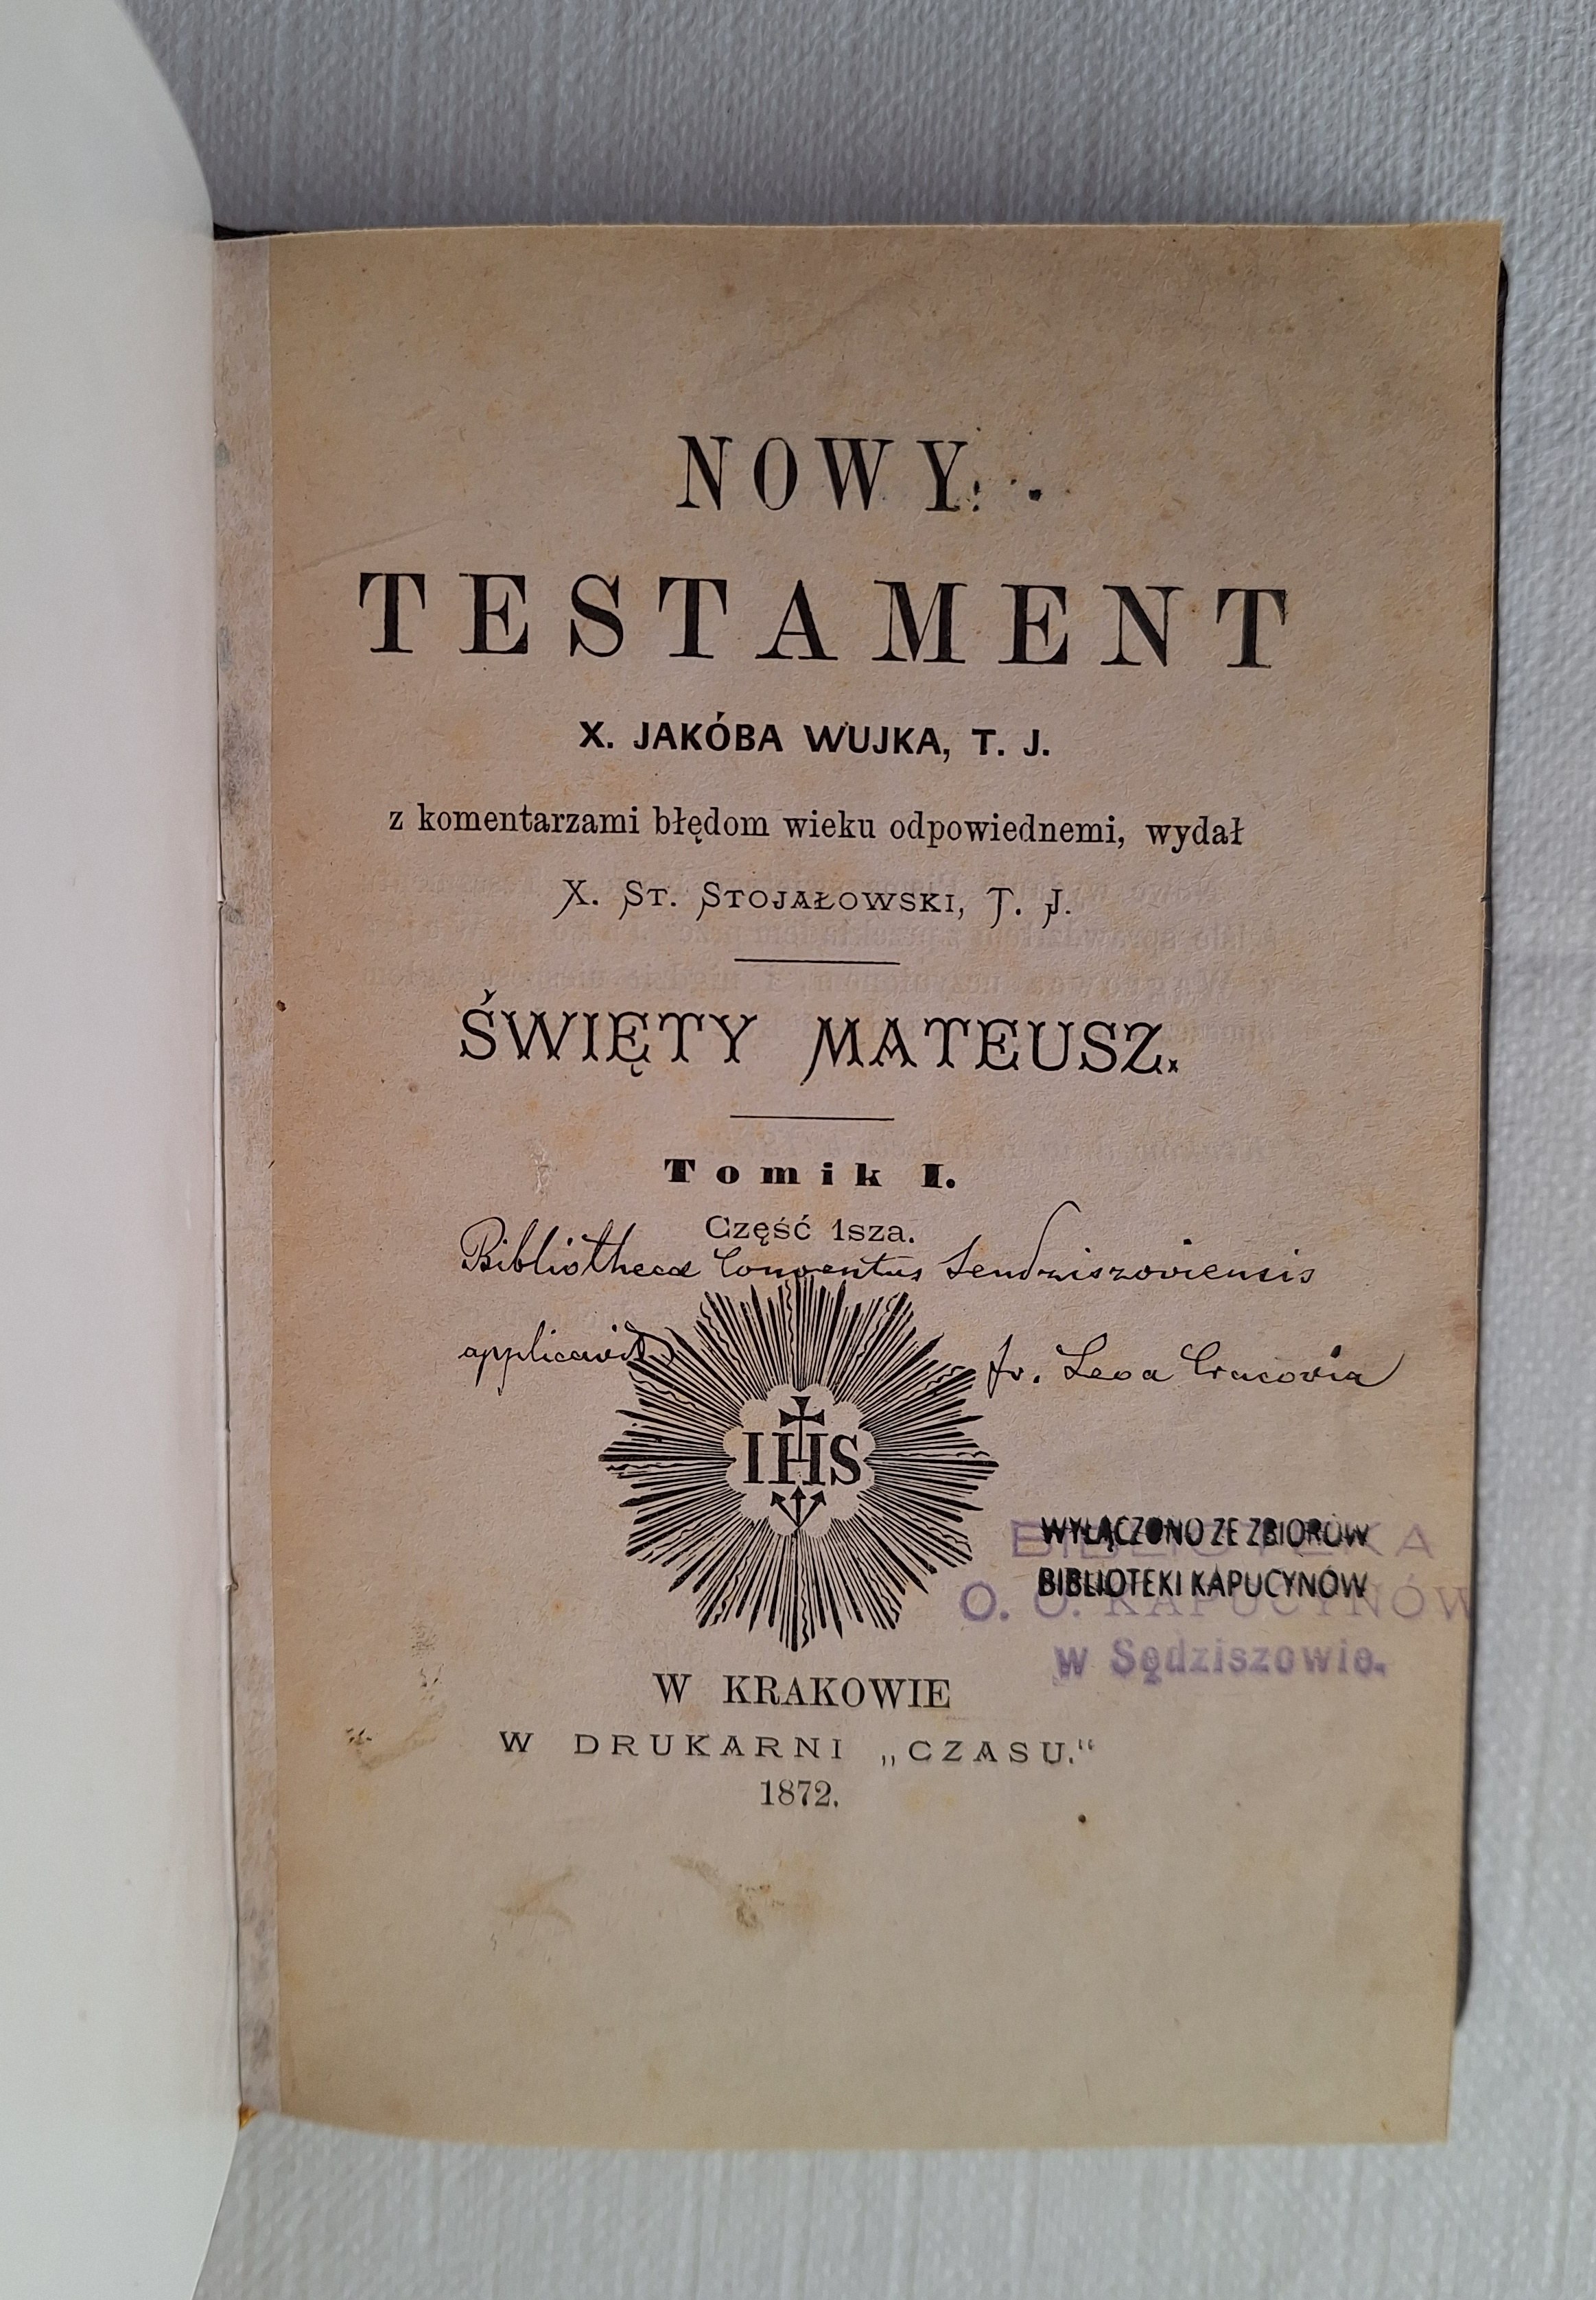 NOWY
TESTAMENT
X. JAKÓBA WUJKA, T. J.
z komentarzami błędom wieku odpowiednemi, wydał
X. ST. STOJAŁOWSKI, T. J.
ŚWIĘTY MATEUSZ.
Tomik I.
Część 1sza.
Bibliothecae Conventus Sendziszoviensis
applicavit
fr. Leo a Cracovia
IHS
WYŁĄCZONO ZE ZBIORÓW
BIBLIOTEKI KAPUCYNÓW
BIBLIOTEKA
O. O. KAPUCYNÓW
w Sędziszowie.
W KRAKOWIE
W DRUKARNI „CZASU.“
1872.